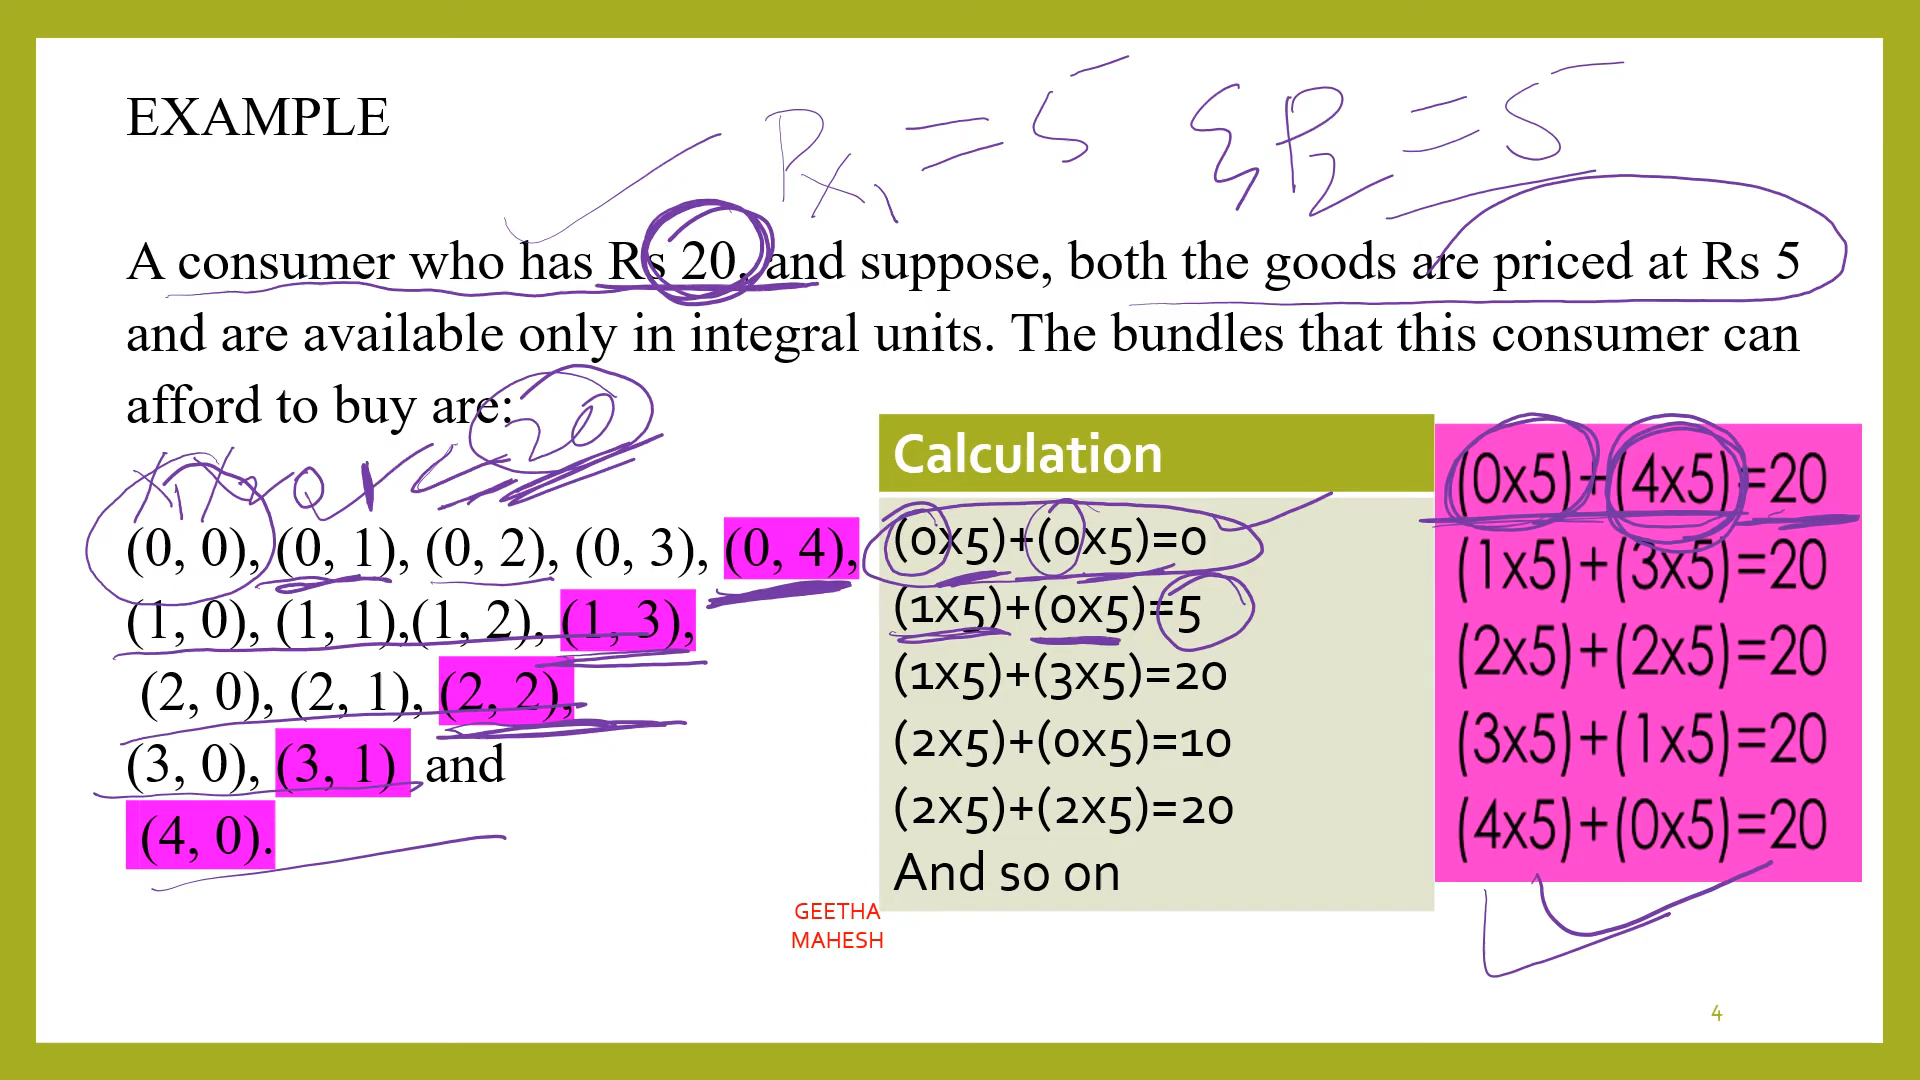 EXAMPLE
Px₁ = 5 & P₂ = 5
A consumer who has Rs 20, and suppose, both the goods are priced at Rs 5
and are available only in integral units. The bundles that this consumer can
afford to buy are:
20
(0, 0), (0, 1), (0, 2), (0, 3), (0, 4),
(1, 0), (1, 1),(1, 2), (1, 3),
(2, 0), (2, 1), (2, 2),
(3, 0), (3, 1) and
(4, 0).
Calculation
(0x5)+(0x5)=0
(1x5)+(0x5)=5
(1x5)+(3x5)=20
(2x5)+(0x5)=10
(2x5)+(2x5)=20
And so on
(0x5)+(4x5)=20
(1x5)+(3x5)=20
(2x5)+(2x5)=20
(3x5)+(1x5)=20
(4x5)+(0x5)=20
GEETHA
MAHESH
4